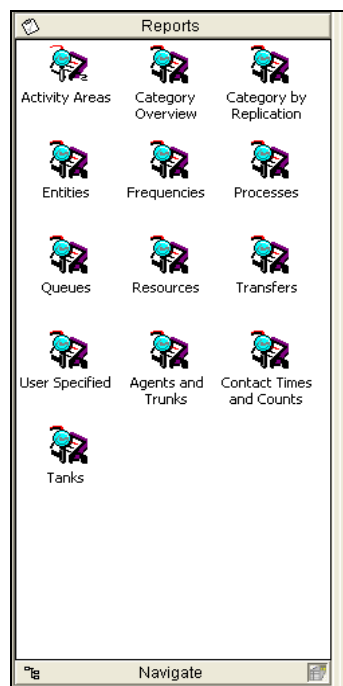 Reports
Activity Areas
Category
Overview
Category by
Replication
Entities
Frequencies
Processes
Queues
Resources
Transfers
User Specified
Agents and
Trunks
Contact Times
and Counts
Tanks
Navigate